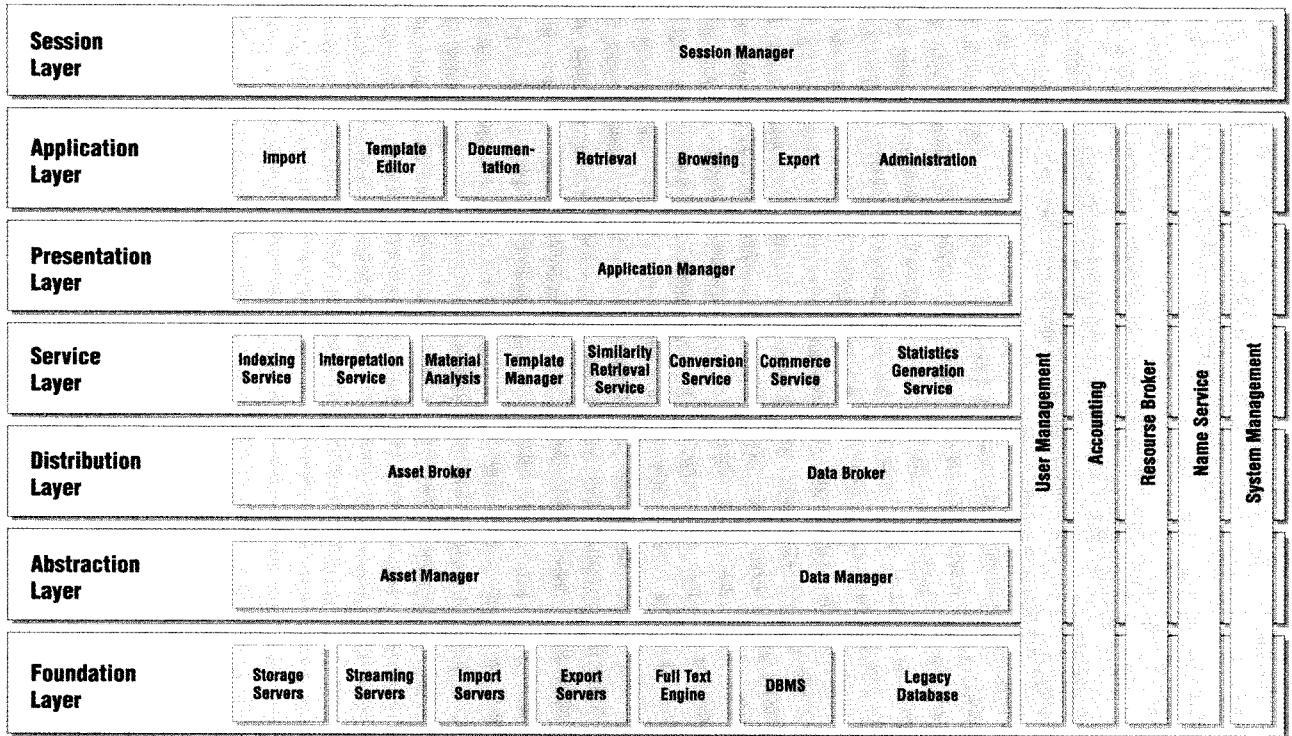 Session
Layer
Session Manager
Application
Layer
Import
Template
Editor
Documen-
tation
Retrieval
Browsing
Export
Administration
Presentation
Layer
Application Manager
Service
Layer
Indexing
Service
Interpetation
Service
Material
Analysis
Template
Manager
Similarity
Retrieval
Service
Conversion
Service
Commerce
Service
Statistics
Generation
Service
Distribution
Layer
Asset Broker
Data Broker
Abstraction
Layer
Asset Manager
Data Manager
Foundation
Layer
Storage
Servers
Streaming
Servers
Import
Servers
Export
Servers
Full Text
Engine
DBMS
Legacy
Database
User Management
Accounting
Resourse Broker
Name Service
System Management